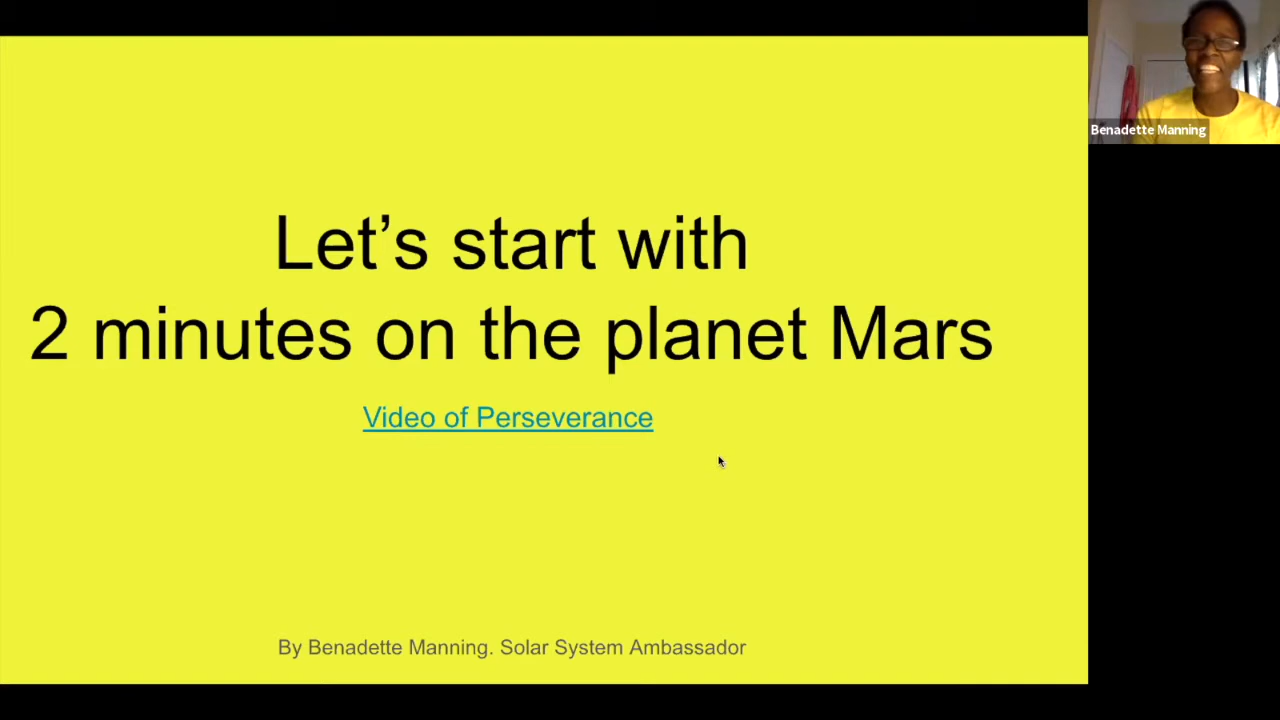 Let’s start with
2 minutes on the planet Mars
Video of Perseverance
By Benadette Manning. Solar System Ambassador
Benadette Manning